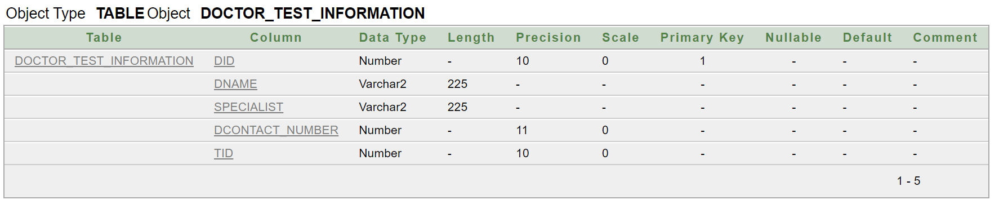 Object Type TABLE Object DOCTOR_TEST_INFORMATION
Table Column Data Type Length Precision Scale Primary Key Nullable Default Comment
DOCTOR_TEST_INFORMATION DID Number - 10 0 1 - - -
DNAME Varchar2 225 - - - - - -
SPECIALIST Varchar2 225 - - - - - -
DCONTACT_NUMBER Number - 11 0 - - - -
TID Number - 10 0 - - - -
1 - 5